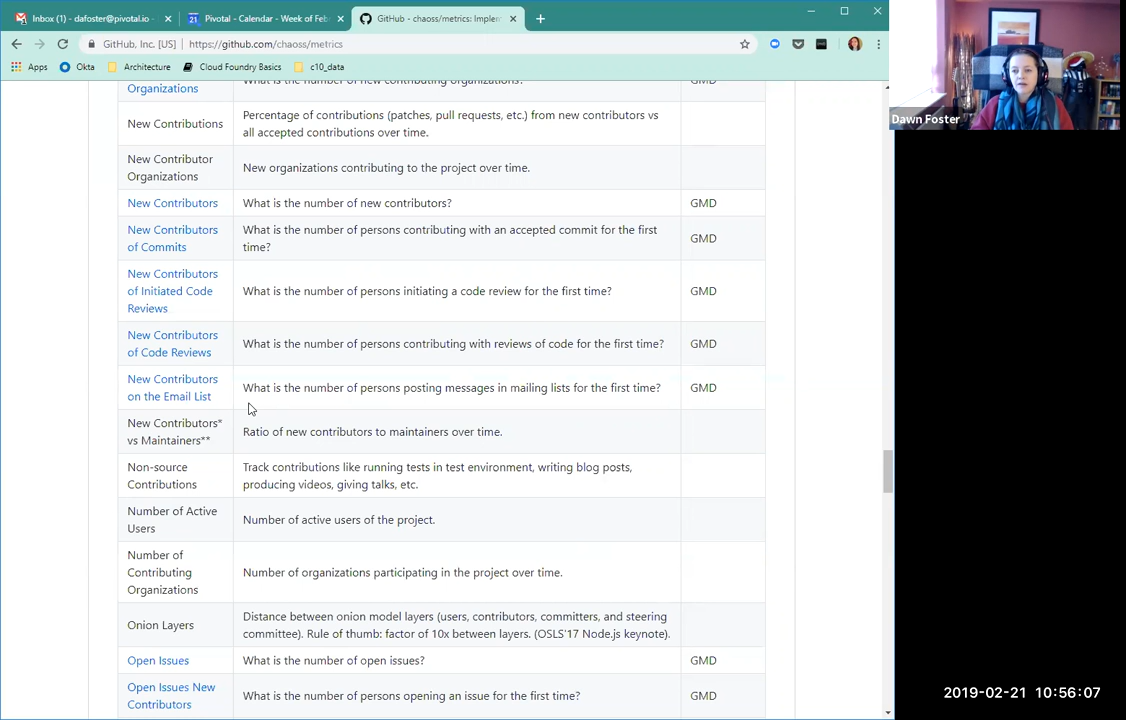 Inbox (1) - dafoster@pivotal.io -
Pivotal - Calendar - Week of Feb
GitHub - chaoss/metrics: Implem
GitHub, Inc. [US] | https://github.com/chaoss/metrics
Apps Okta Architecture Cloud Foundry Basics c10_data
Dawn Foster
Organizations
What is the number of new contributing organizations?
GMD
New Contributions
Percentage of contributions (patches, pull requests, etc.) from new contributors vs
all accepted contributions over time.
New Contributor
Organizations
New organizations contributing to the project over time.
New Contributors
What is the number of new contributors?
GMD
New Contributors
of Commits
What is the number of persons contributing with an accepted commit for the first
time?
GMD
New Contributors
of Initiated Code
Reviews
What is the number of persons initiating a code review for the first time?
GMD
New Contributors
of Code Reviews
What is the number of persons contributing with reviews of code for the first time?
GMD
New Contributors
on the Email List
What is the number of persons posting messages in mailing lists for the first time?
GMD
New Contributors*
vs Maintainers**
Ratio of new contributors to maintainers over time.
Non-source
Contributions
Track contributions like running tests in test environment, writing blog posts,
producing videos, giving talks, etc.
Number of Active
Users
Number of active users of the project.
Number of
Contributing
Organizations
Number of organizations participating in the project over time.
Onion Layers
Distance between onion model layers (users, contributors, committers, and steering
committee). Rule of thumb: factor of 10x between layers. (OSLS'17 Node.js keynote).
Open Issues
What is the number of open issues?
GMD
Open Issues New
Contributors
What is the number of persons opening an issue for the first time?
GMD
2019-02-21 10:56:07